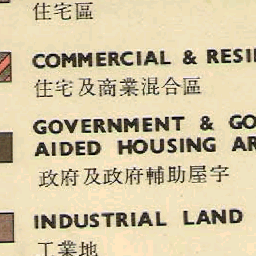 住宅區
COMMERCIAL & RESI
住宅及商業混合區
GOVERNMENT & GO
AIDED HOUSING AR
政府及政府輔助屋宇
INDUSTRIAL LAND
工業地